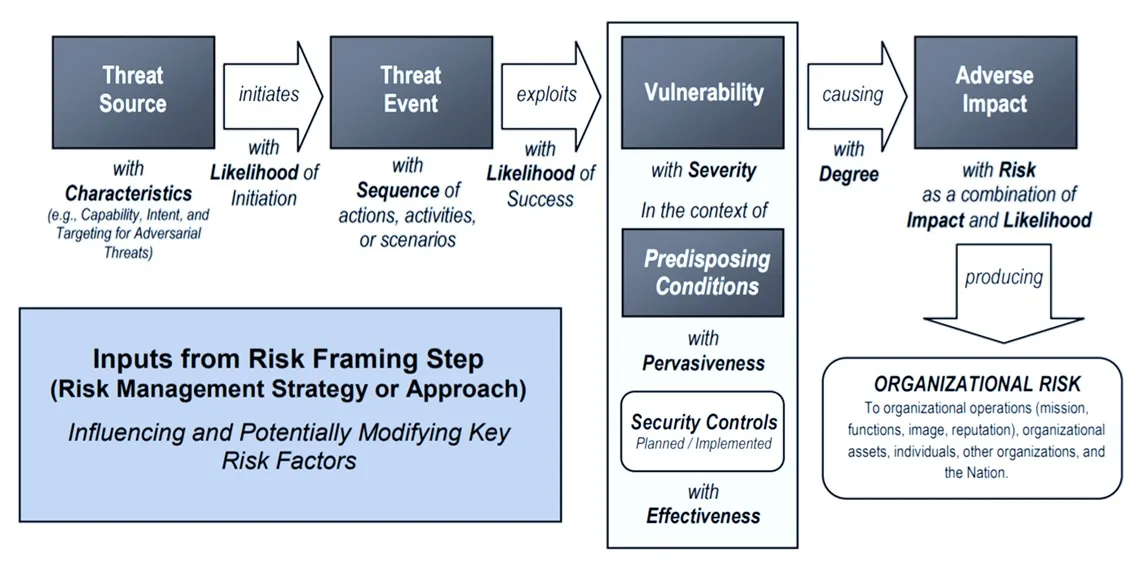 Threat
Source
initiates
Threat
Event
exploits
Vulnerability
causing
Adverse
Impact
with
Characteristics
(e.g., Capability, Intent, and
Targeting for Adversarial
Threats)
with
Likelihood of
Initiation
with
Sequence of
actions, activities,
or scenarios
with
Likelihood of
Success
with Severity
In the context of
Predisposing
Conditions
with
Pervasiveness
Security Controls
Planned / Implemented
with
Effectiveness
with
Degree
with Risk
as a combination of
Impact and Likelihood
producing
ORGANIZATIONAL RISK
To organizational operations (mission,
functions, image, reputation), organizational
assets, individuals, other organizations, and
the Nation.
Inputs from Risk Framing Step
(Risk Management Strategy or Approach)
Influencing and Potentially Modifying Key
Risk Factors